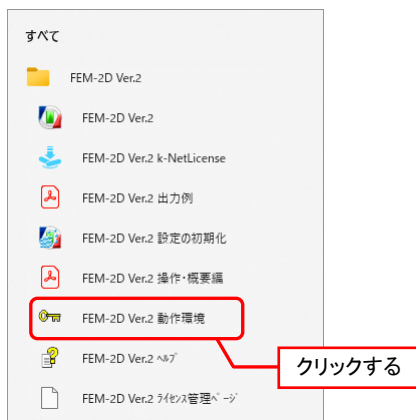 すべて
FEM-2D Ver.2
FEM-2D Ver.2
FEM-2D Ver.2 k-NetLicense
FEM-2D Ver.2 出力例
FEM-2D Ver.2 設定の初期化
FEM-2D Ver.2 操作・概要編
FEM-2D Ver.2 動作環境
FEM-2D Ver.2 ﾍﾙﾌﾟ
クリックする
FEM-2D Ver.2 ﾗｲｾﾝｽ管理ﾍﾟｰｼﾞ